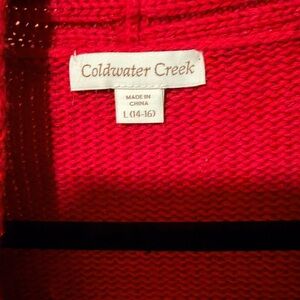 Coldwater Creek
MADE IN
CHINA
L (14-16)